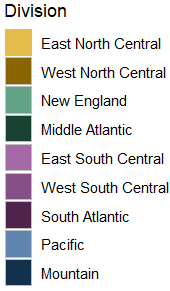 Division
East North Central
West North Central
New England
Middle Atlantic
East South Central
West South Central
South Atlantic
Pacific
Mountain